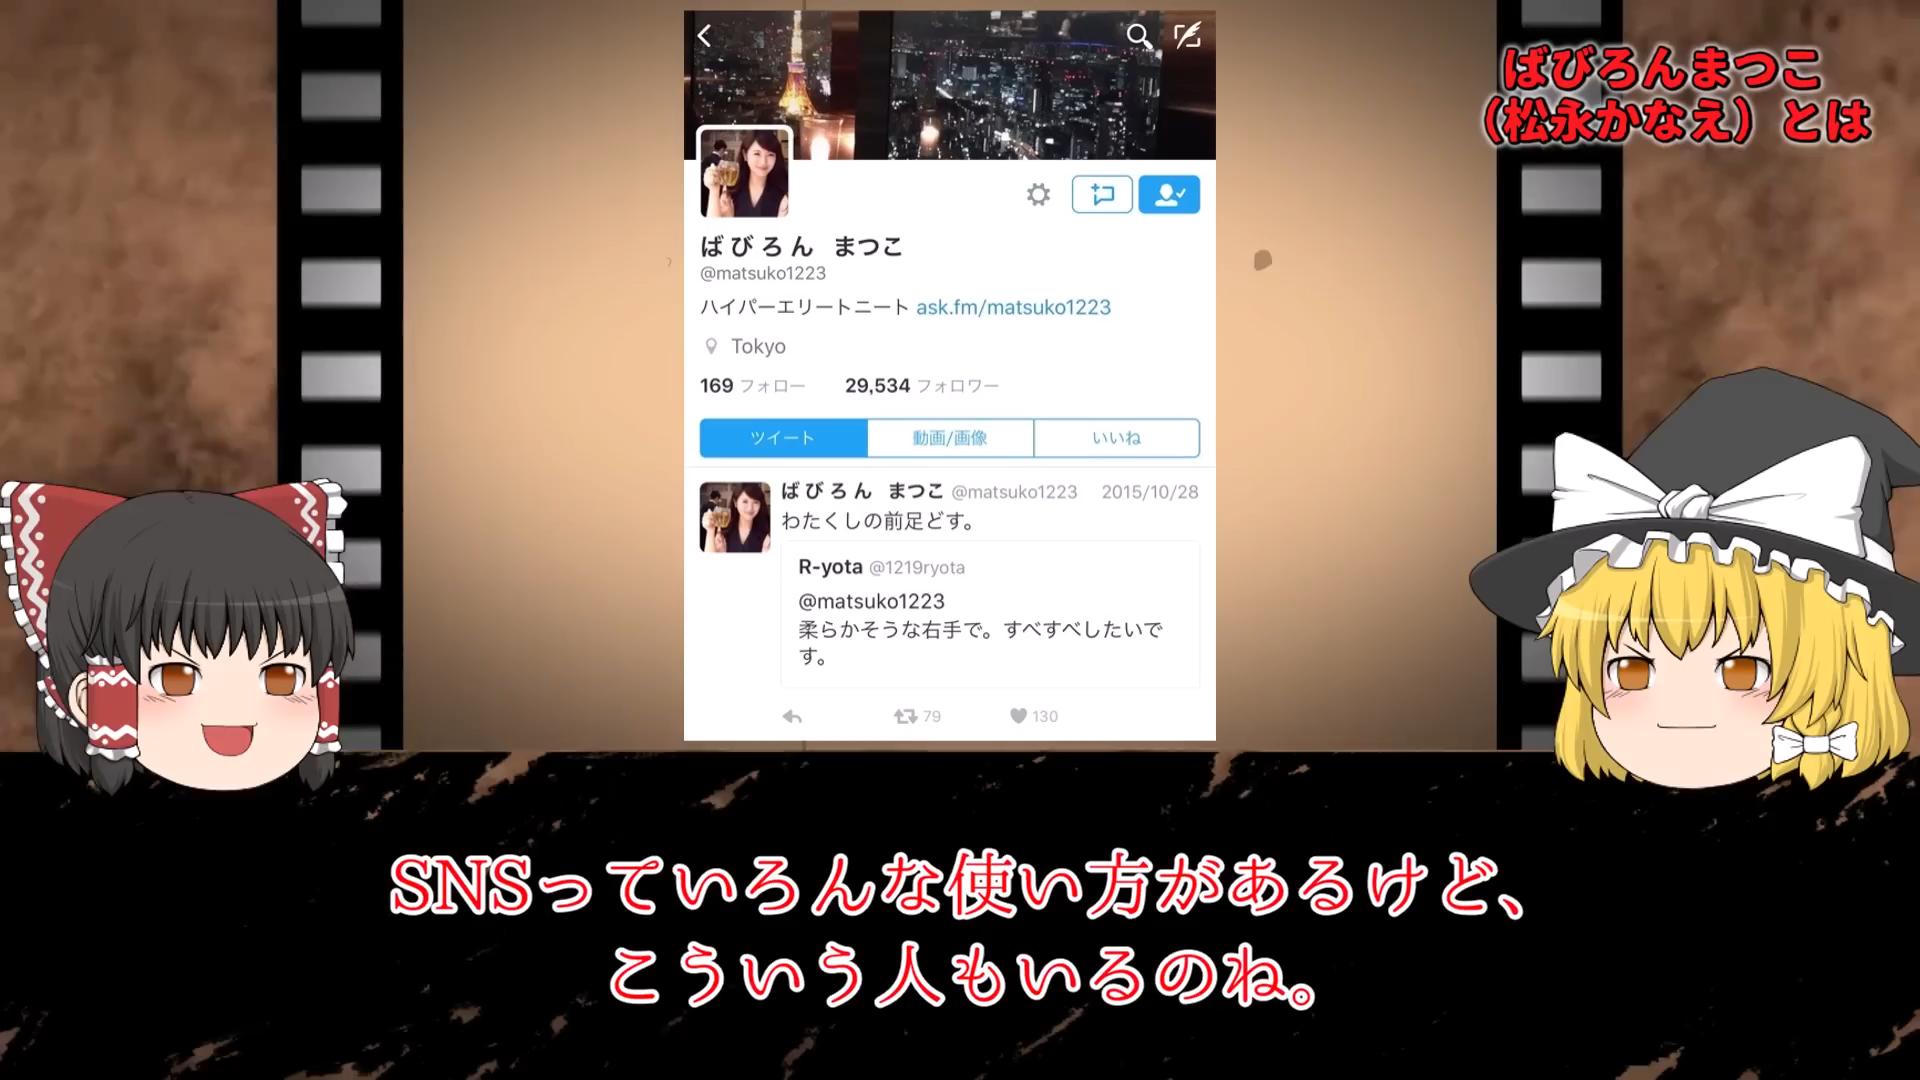 ばびろんまつこ
（松永かなえ）とは
ばびろん まつこ
@matsuko1223
ハイパーエリートニート ask.fm/matsuko1223
Tokyo
169 フォロー 29,534 フォロワー
ツイート 動画/画像 いいね
ばびろん まつこ @matsuko1223 2015/10/28
わたくしの前足どす。
R-yota @1219ryota
@matsuko1223
柔らかそうな右手で。すべすべしたいで
す。
79 130
SNSっていろんな使い方があるけど、
こういう人もいるのね。